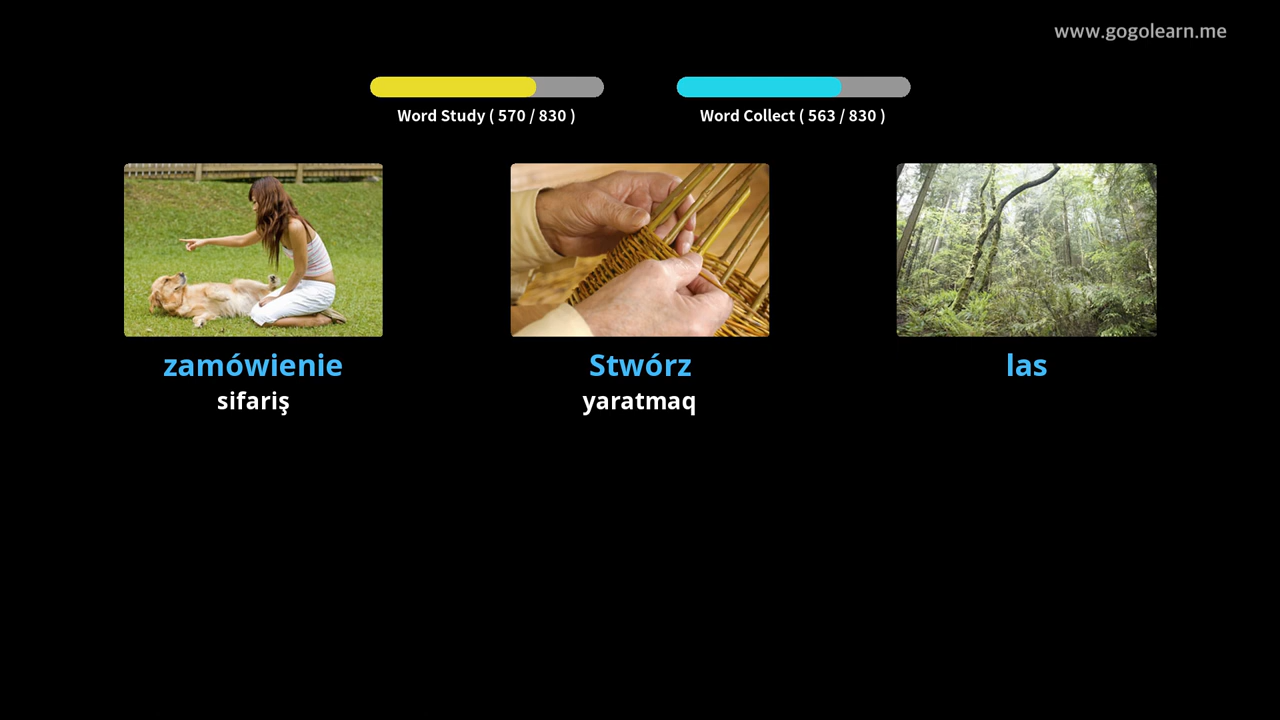 www.gogolearn.me
Word Study ( 570 / 830 )
Word Collect ( 563 / 830 )
zamówienie
sifariş
Stwórz
yaratmaq
las